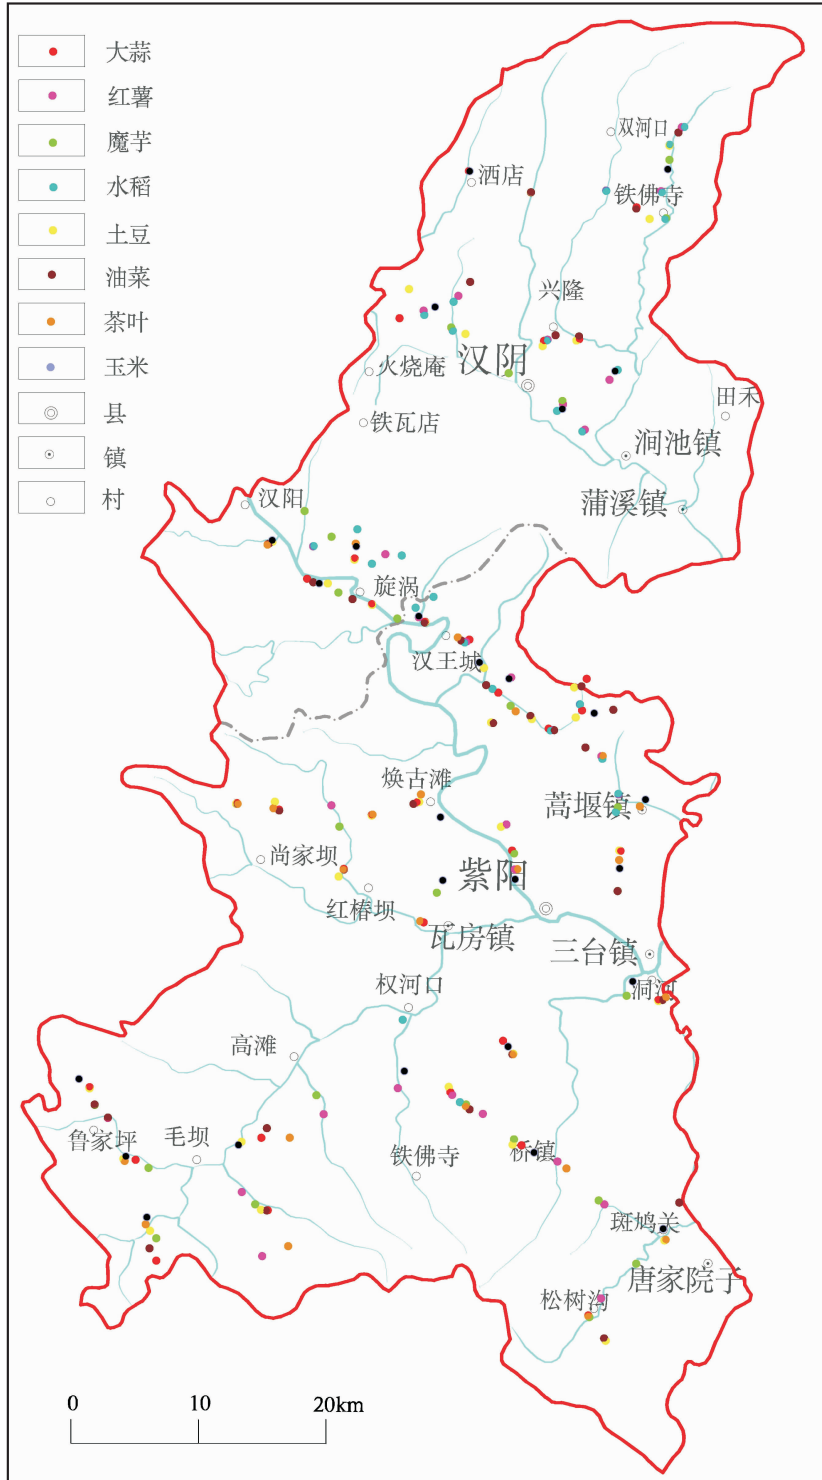 大蒜
红薯
魔芋
水稻
土豆
油菜
茶叶
玉米
县
镇
村
双河口
洒店
铁佛寺
兴隆
汉阴
火烧庵
田禾
铁瓦店
涧池镇
汉阳
蒲溪镇
旋涡
汉王城
焕古滩
蒿堰镇
尚家坝
紫阳
红椿坝
瓦房镇
三台镇
权河口
洞河
高滩
鲁家坪
毛坝
铁佛寺
桥镇
斑鸠关
唐家院子
松树沟
0 10 20km